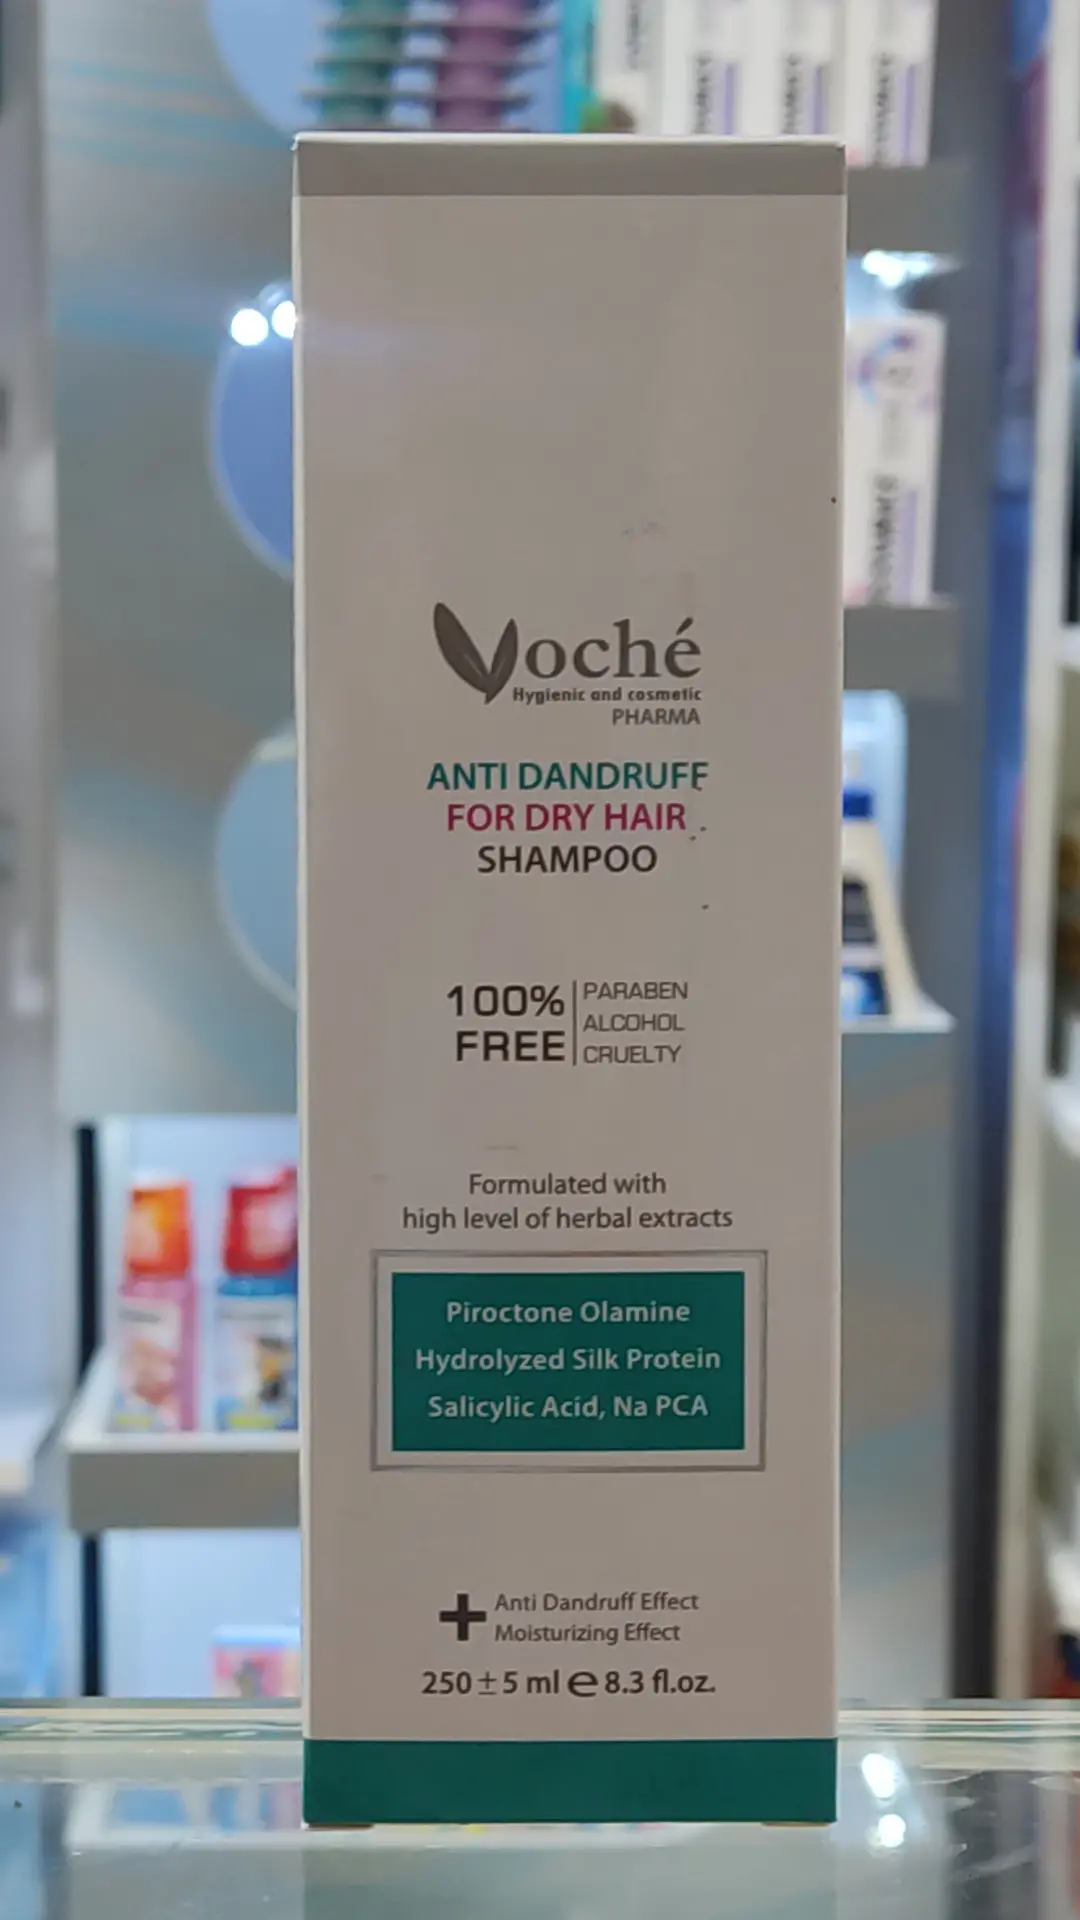 Voché
Hygienic and cosmetic
PHARMA
ANTI DANDRUFF
FOR DRY HAIR
SHAMPOO
100% FREE
PARABEN
ALCOHOL
CRUELTY
Formulated with
high level of herbal extracts
Piroctone Olamine
Hydrolyzed Silk Protein
Salicylic Acid, Na PCA
+ Anti Dandruff Effect
Moisturizing Effect
250 ± 5 ml e 8.3 fl.oz.